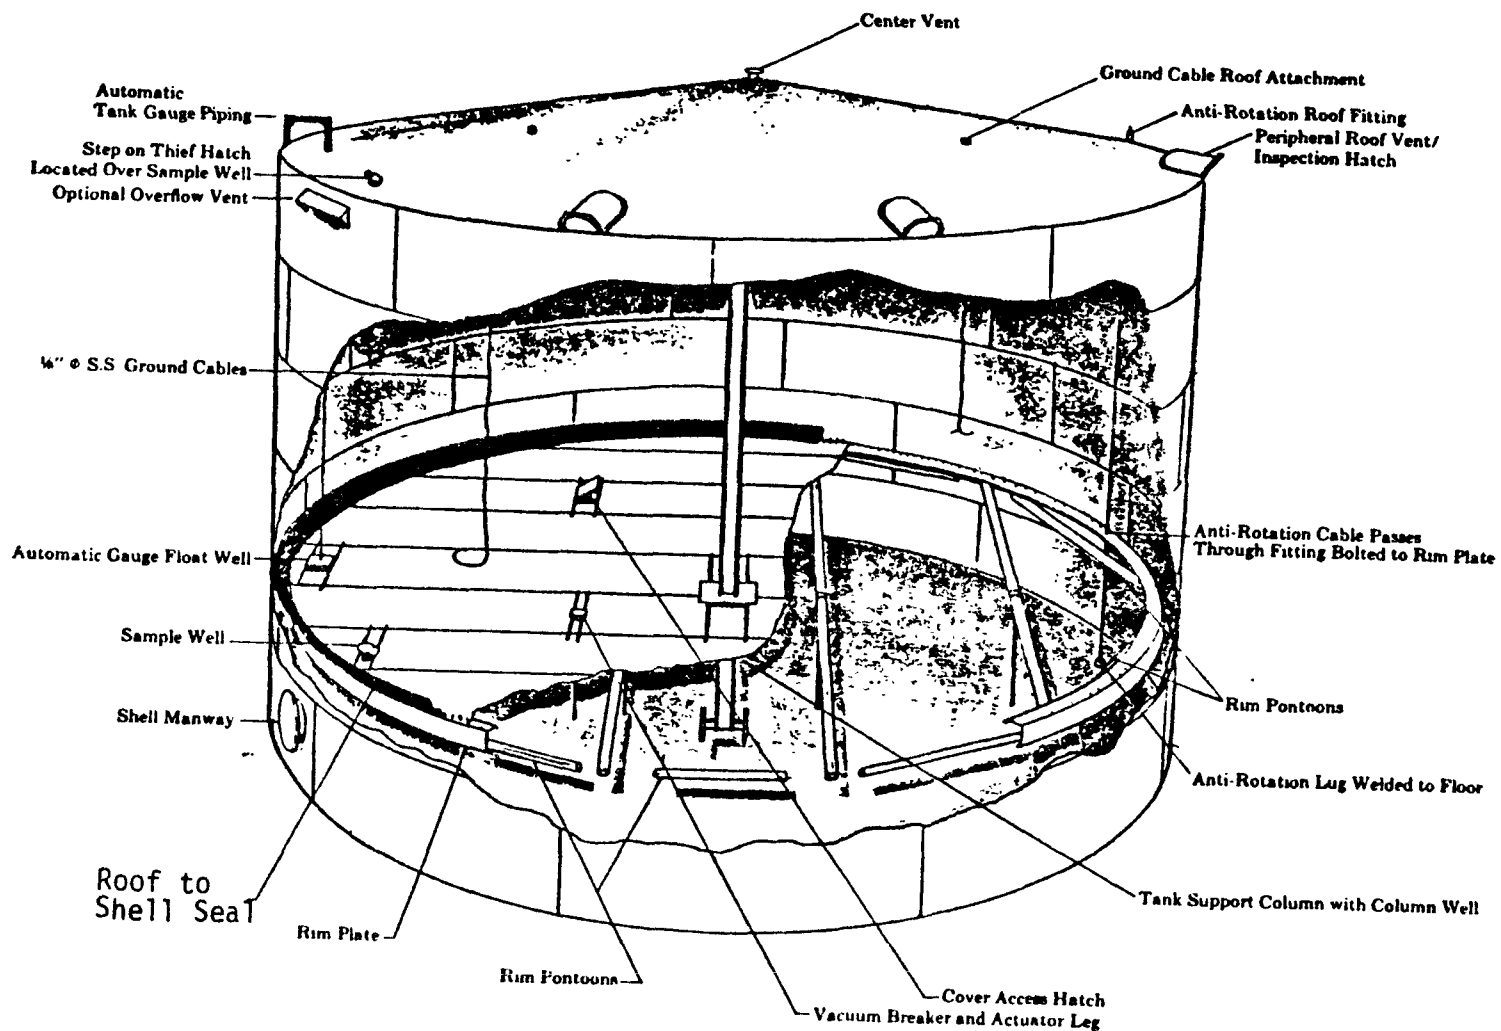 Center Vent
Ground Cable Roof Attachment
Automatic
Tank Gauge Piping
Anti-Rotation Roof Fitting
Peripheral Roof Vent/
Inspection Hatch
Step on Thief Hatch
Located Over Sample Well
Optional Overflow Vent
⅛" Φ S.S Ground Cables
Anti-Rotation Cable Passes
Through Fitting Bolted to Rim Plate
Automatic Gauge Float Well
Sample Well
Rim Pontoons
Shell Manway
Anti-Rotation Lug Welded to Floor
Roof to
Shell Seal
Tank Support Column with Column Well
Rim Plate
Rim Pontoons
Cover Access Hatch
Vacuum Breaker and Actuator Leg